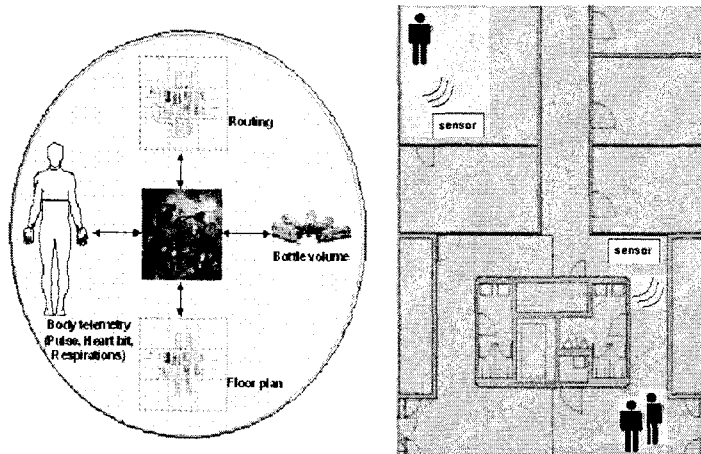 Routing
Bottle volume
Body telemetry
(Pulse, Heart bit,
Respirations)
Floor plan
sensor
sensor